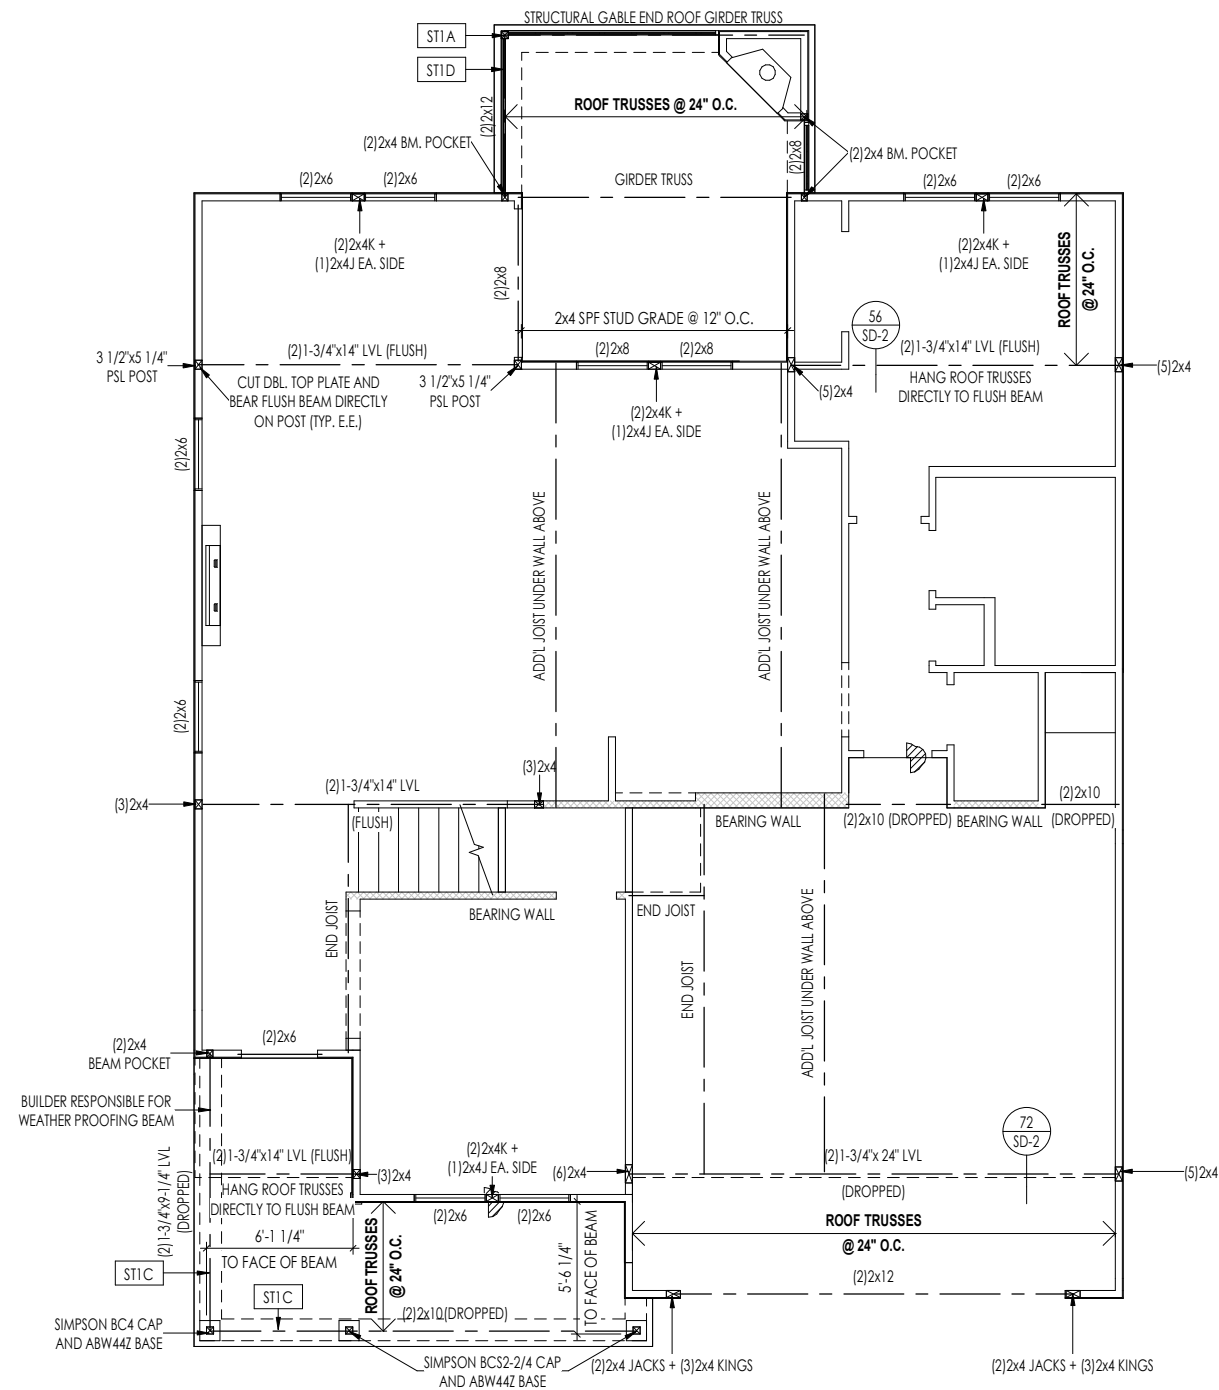 STRUCTURAL GABLE END ROOF GIRDER TRUSS
ST1A
ST1D
ROOF TRUSSES @ 24" O.C.
(2)2x12
(2)2x4 BM. POCKET
(2)2x8
(2)2x4 BM. POCKET
GIRDER TRUSS
(2)2x6
(2)2x6
(2)2x6
(2)2x6
(2)2x4K +
(1)2x4J EA. SIDE
(2)2x4K +
(1)2x4J EA. SIDE
ROOF TRUSSES
@ 24" O.C.
(2)2x8
2x4 SPF STUD GRADE @ 12" O.C.
56
SD-2
(2)2x8
(2)2x8
3 1/2"x5 1/4"
PSL POST
(2)1-3/4"x14" LVL (FLUSH)
(2)1-3/4"x14" LVL (FLUSH)
(5)2x4
CUT DBL. TOP PLATE AND
BEAR FLUSH BEAM DIRECTLY
ON POST (TYP. E.E.)
3 1/2"x5 1/4"
PSL POST
HANG ROOF TRUSSES
DIRECTLY TO FLUSH BEAM
(5)2x4
(2)2x4K +
(1)2x4J EA. SIDE
(2)2x6
ADD'L JOIST UNDER WALL ABOVE
ADD'L JOIST UNDER WALL ABOVE
(2)2x6
(3)2x4
(2)1-3/4"x14" LVL
(3)2x4
(2)2x10
(FLUSH)
BEARING WALL
(2)2x10 (DROPPED)
BEARING WALL
(DROPPED)
BEARING WALL
END JOIST
END JOIST
END JOIST
ADD'L JOIST UNDER WALL ABOVE
(2)2x4
BEAM POCKET
(2)2x6
BUILDER RESPONSIBLE FOR
WEATHER PROOFING BEAM
72
SD-2
(2)1-3/4"x9-1/4" LVL
(DROPPED)
(2)1-3/4"x14" LVL (FLUSH)
(3)2x4
(2)2x4K +
(1)2x4J EA. SIDE
(6)2x4
(2)1-3/4"x 24" LVL
(5)2x4
HANG ROOF TRUSSES
DIRECTLY TO FLUSH BEAM
(DROPPED)
6'-1 1/4"
TO FACE OF BEAM
(2)2x6
(2)2x6
ROOF TRUSSES
@ 24" O.C.
5'-6 1/4"
TO FACE OF BEAM
ROOF TRUSSES
@ 24" O.C.
ST1C
ST1C
(2)2x12
(2)2x10(DROPPED)
SIMPSON BC4 CAP
AND ABW44Z BASE
SIMPSON BCS2-2/4 CAP
AND ABW44Z BASE
(2)2x4 JACKS + (3)2x4 KINGS
(2)2x4 JACKS + (3)2x4 KINGS